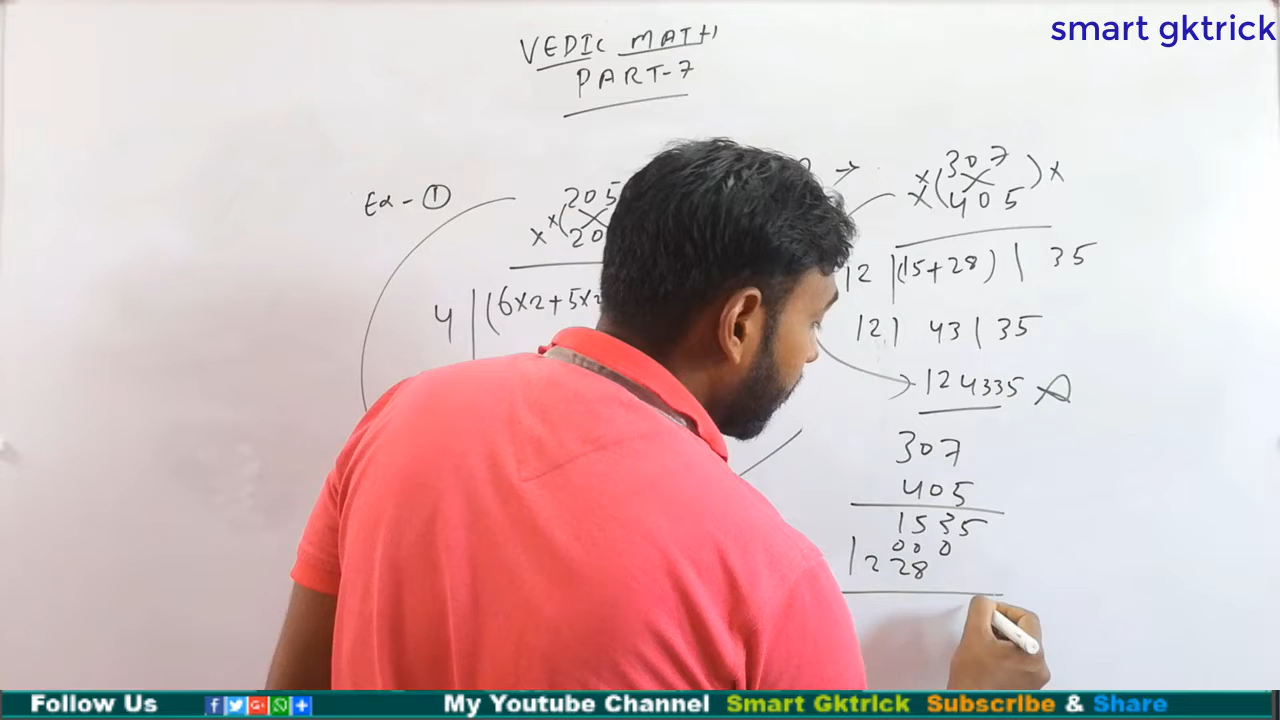 smart gktrick
VEDIC MATH
PART-7
Ex - ①
205
x(20
4 | (6x2+5x2
→
307
x(405)x
12 | (15+28) | 35
12 | 43 | 35
124335 A
307
405
1535
000
1228
Follow Us
My Youtube Channel Smart GktrIck Subscribe & Share